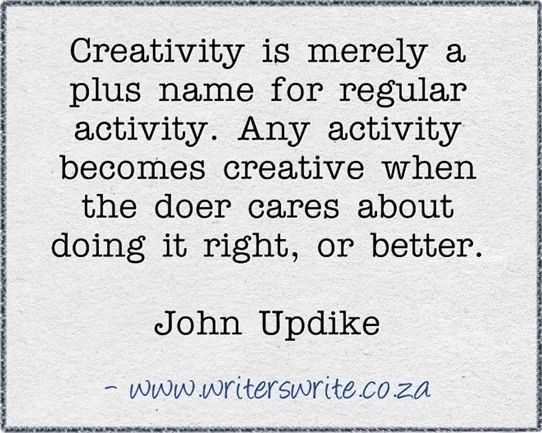 Creativity is merely a
plus name for regular
activity. Any activity
becomes creative when
the doer cares about
doing it right, or better.
John Updike
- www.writerswrite.co.za